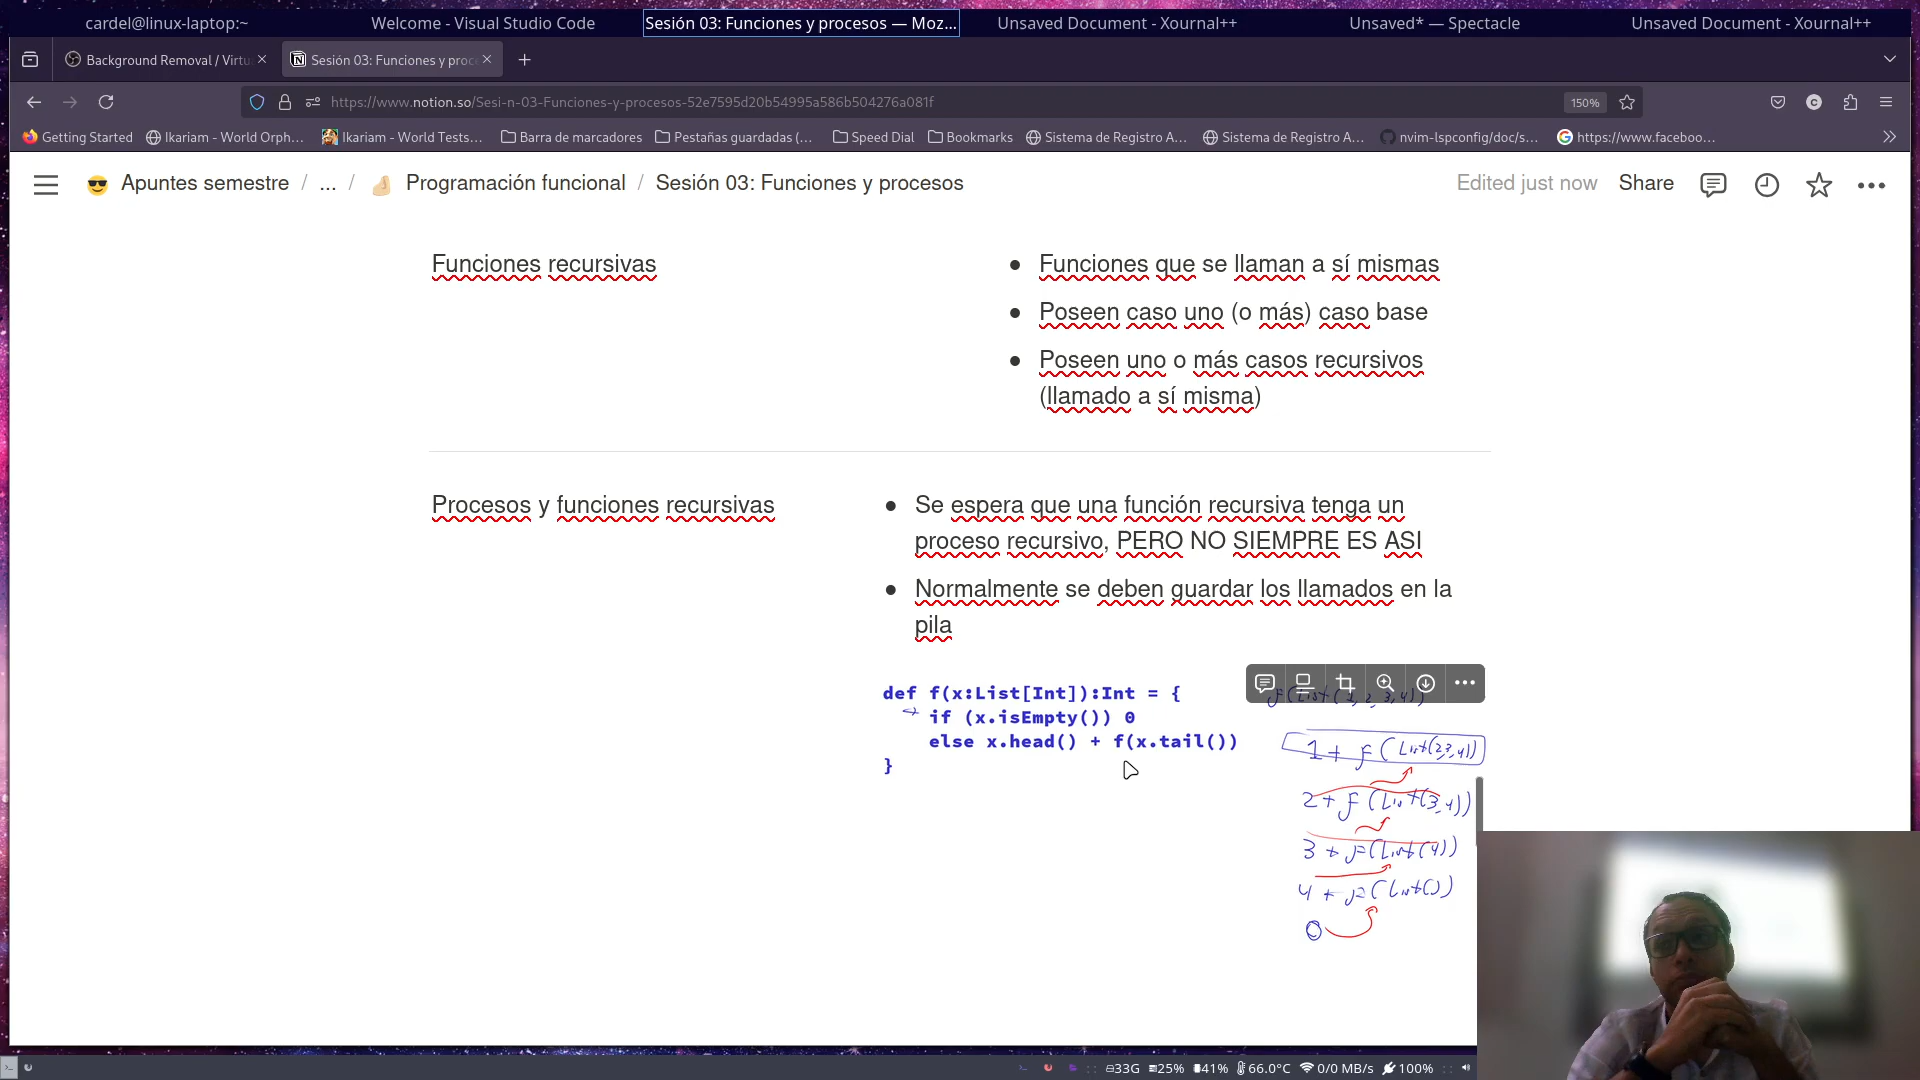 cardel@linux-laptop:~
Welcome - Visual Studio Code
Sesión 03: Funciones y procesos — Moz...
Unsaved Document - Xournal++
Unsaved* — Spectacle
Unsaved Document - Xournal++
Background Removal / Virtu
Sesión 03: Funciones y proc
https://www.notion.so/Sesi-n-03-Funciones-y-procesos-52e7595d20b54995a586b504276a081f
150%
Getting Started
Ikariam - World Orph...
Ikariam - World Tests...
Barra de marcadores
Pestañas guardadas (...
Speed Dial
Bookmarks
Sistema de Registro A...
Sistema de Registro A...
nvim-lspconfig/doc/s...
https://www.faceboo...
Apuntes semestre / ... / Programación funcional / Sesión 03: Funciones y procesos
Edited just now
Share
Funciones recursivas
Funciones que se llaman a sí mismas
Poseen caso uno (o más) caso base
Poseen uno o más casos recursivos
(llamado a sí misma)
Procesos y funciones recursivas
Se espera que una función recursiva tenga un
proceso recursivo, PERO NO SIEMPRE ES ASI
Normalmente se deben guardar los llamados en la
pila
def f(x:List[Int]):Int = {
if (x.isEmpty()) 0
else x.head() + f(x.tail())
}
f(List(1,2,3,4))
1 + f(List(2,3,4))
2 + f(List(3,4))
3 + f(List(4))
4 + f(List())
0
33G
25%
41%
66.0°C
0/0 MB/s
100%